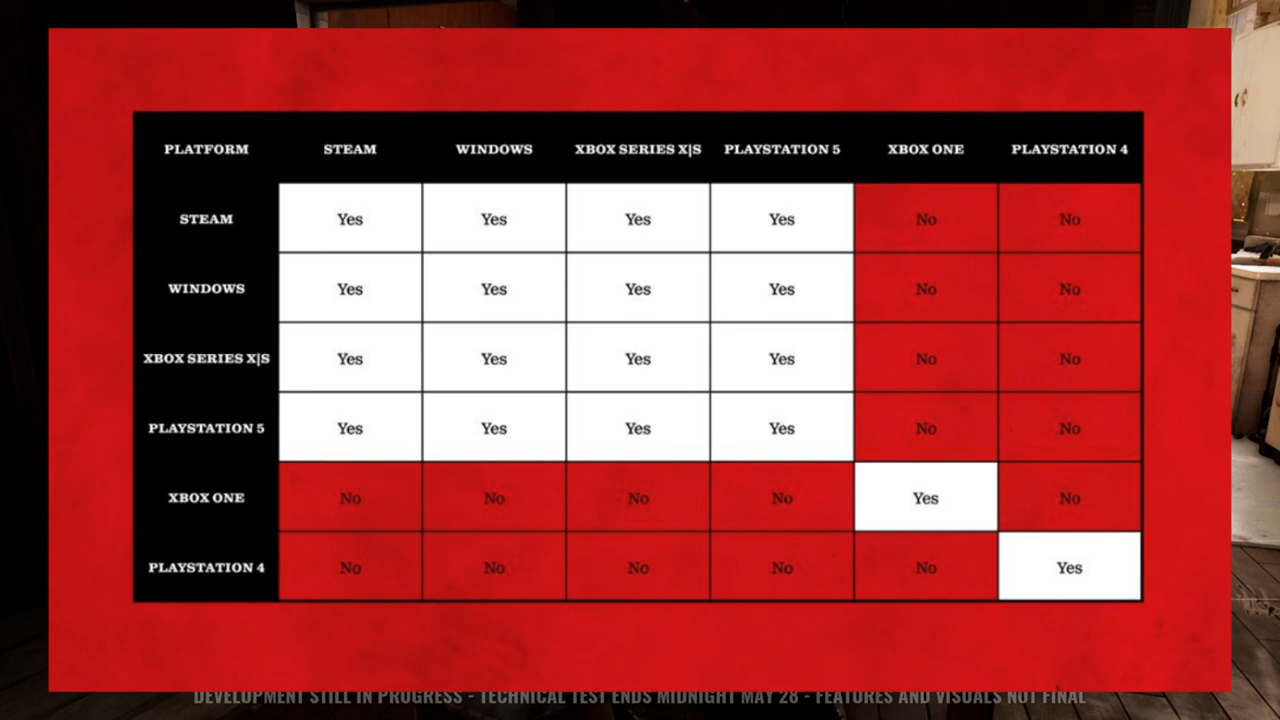 PLATFORM STEAM WINDOWS XBOX SERIES X|S PLAYSTATION 5 XBOX ONE PLAYSTATION 4
STEAM Yes Yes Yes Yes No No
WINDOWS Yes Yes Yes Yes No No
XBOX SERIES X|S Yes Yes Yes Yes No No
PLAYSTATION 5 Yes Yes Yes Yes No No
XBOX ONE No No No No Yes No
PLAYSTATION 4 No No No No No Yes
DEVELOPMENT STILL IN PROGRESS - TECHNICAL TEST ENDS MIDNIGHT MAY 28 - FEATURES AND VISUALS NOT FINAL